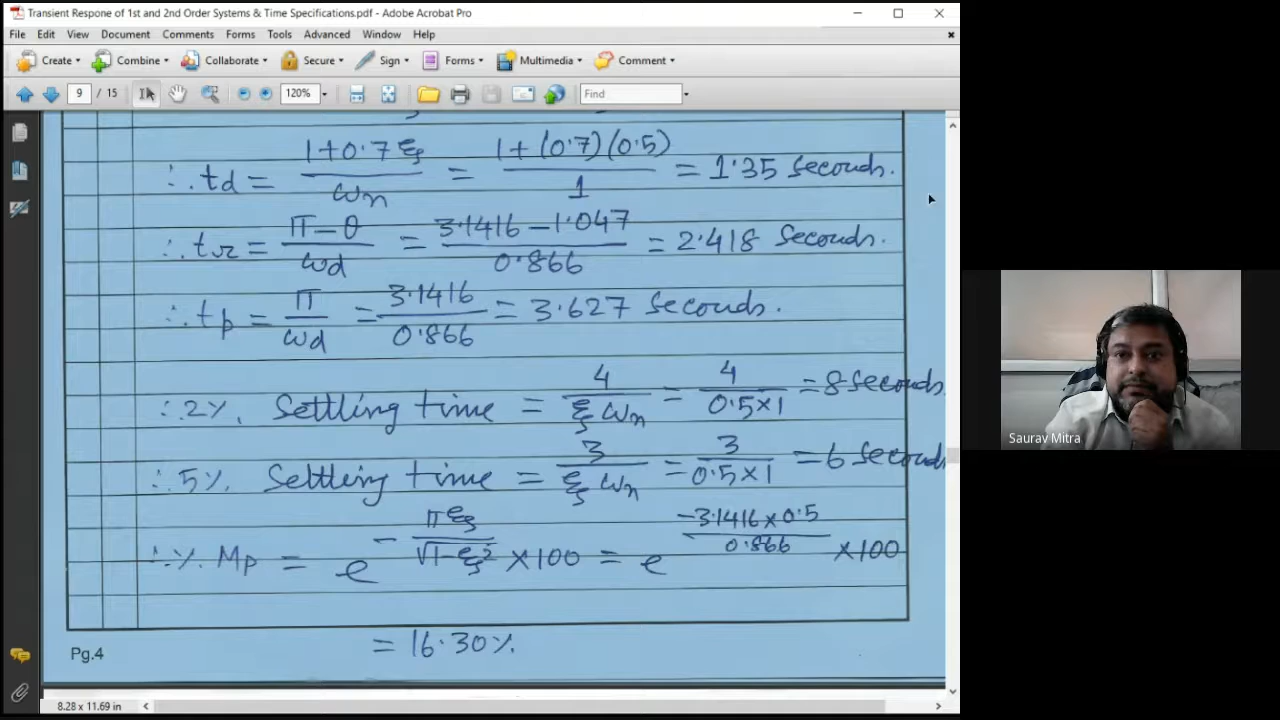 Transient Respone of 1st and 2nd Order Systems & Time Specifications.pdf - Adobe Acrobat Pro
File Edit View Document Comments Forms Tools Advanced Window Help
Create Combine Collaborate Secure Sign Forms Multimedia Comment
9 / 15 120% Find
∴ td = (1+0.7ξ)/ωn = (1+(0.7)(0.5))/1 = 1.35 seconds.
∴ tr = (π-θ)/ωd = (3.1416-1.047)/0.866 = 2.418 seconds.
∴ tp = π/ωd = 3.1416/0.866 = 3.627 seconds.
∴ 2% Settling time = 4/(ξωn) = 4/(0.5×1) = 8 seconds.
∴ 5% Settling time = 3/(ξωn) = 3/(0.5×1) = 6 seconds
∴ % Mp = e^(-πξ/√(1-ξ²)) ×100 = e^(-3.1416×0.5/0.866) ×100
= 16.30%
Pg.4
8.28 x 11.69 in
Saurav Mitra